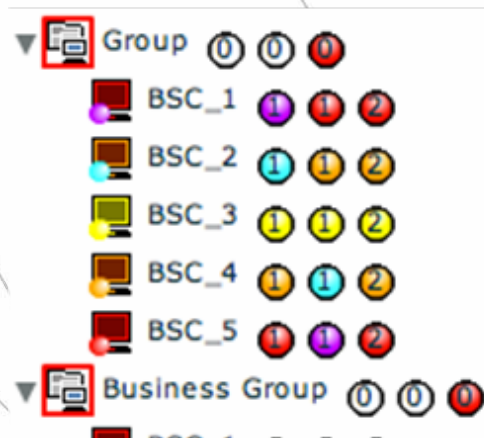 Group 0 0 0
BSC_1 1 1 2
BSC_2 1 1 2
BSC_3 1 1 2
BSC_4 1 1 2
BSC_5 1 1 2
Business Group 0 0 0